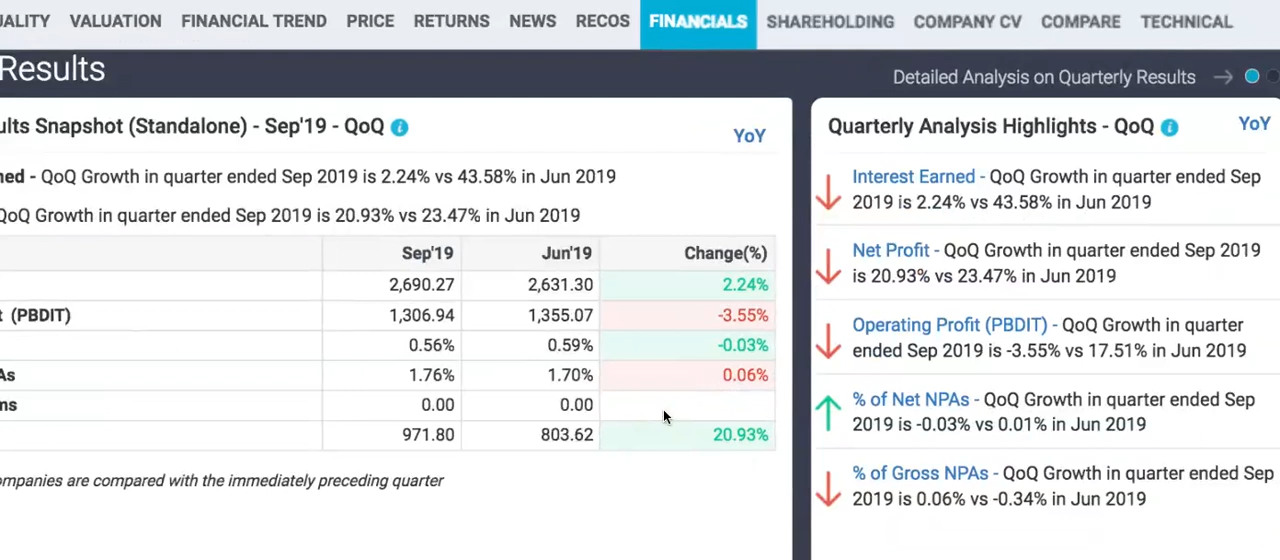 ALITY VALUATION FINANCIAL TREND PRICE RETURNS NEWS RECOS FINANCIALS SHAREHOLDING COMPANY CV COMPARE TECHNICAL
Results
Detailed Analysis on Quarterly Results →
ults Snapshot (Standalone) - Sep'19 - QoQ i
YoY
ned - QoQ Growth in quarter ended Sep 2019 is 2.24% vs 43.58% in Jun 2019
QoQ Growth in quarter ended Sep 2019 is 20.93% vs 23.47% in Jun 2019
Sep'19 Jun'19 Change(%)
2,690.27 2,631.30 2.24%
t (PBDIT) 1,306.94 1,355.07 -3.55%
0.56% 0.59% -0.03%
As 1.76% 1.70% 0.06%
ms 0.00 0.00
971.80 803.62 20.93%
ompanies are compared with the immediately preceding quarter
Quarterly Analysis Highlights - QoQ i
YoY
Interest Earned - QoQ Growth in quarter ended Sep
2019 is 2.24% vs 43.58% in Jun 2019
Net Profit - QoQ Growth in quarter ended Sep 2019
is 20.93% vs 23.47% in Jun 2019
Operating Profit (PBDIT) - QoQ Growth in quarter
ended Sep 2019 is -3.55% vs 17.51% in Jun 2019
% of Net NPAs - QoQ Growth in quarter ended Sep
2019 is -0.03% vs 0.01% in Jun 2019
% of Gross NPAs - QoQ Growth in quarter ended Sep
2019 is 0.06% vs -0.34% in Jun 2019